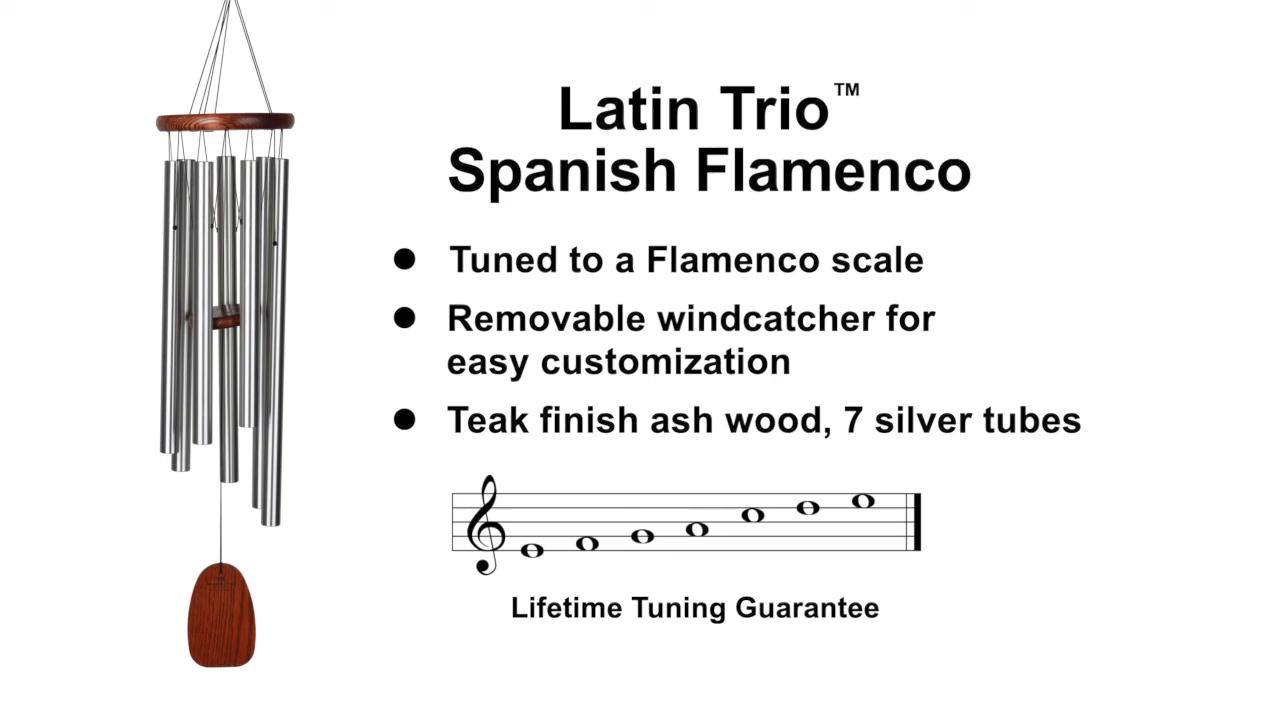 Latin Trio™
Spanish Flamenco
● Tuned to a Flamenco scale
● Removable windcatcher for
easy customization
● Teak finish ash wood, 7 silver tubes
Lifetime Tuning Guarantee